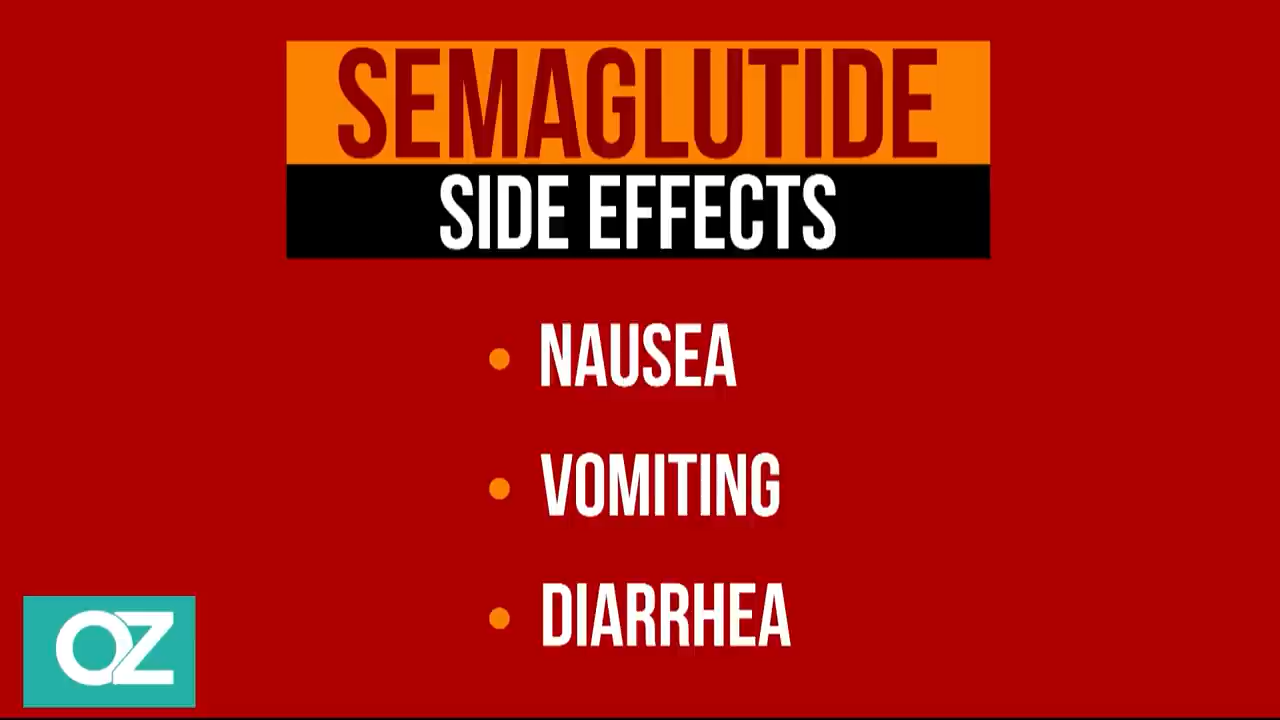 SEMAGLUTIDE
SIDE EFFECTS
• NAUSEA
• VOMITING
• DIARRHEA
OZ